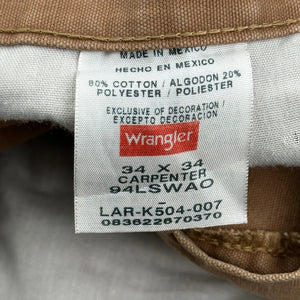 MADE IN MEXICO
HECHO EN MEXICO
80% COTTON / ALGODON 20%
POLYESTER / POLIESTER
EXCLUSIVE OF DECORATION /
EXCEPTO DECORACION
Wrangler
34 X 34
CARPENTER
94LSWAO
-
LAR-K504-007
083622670370